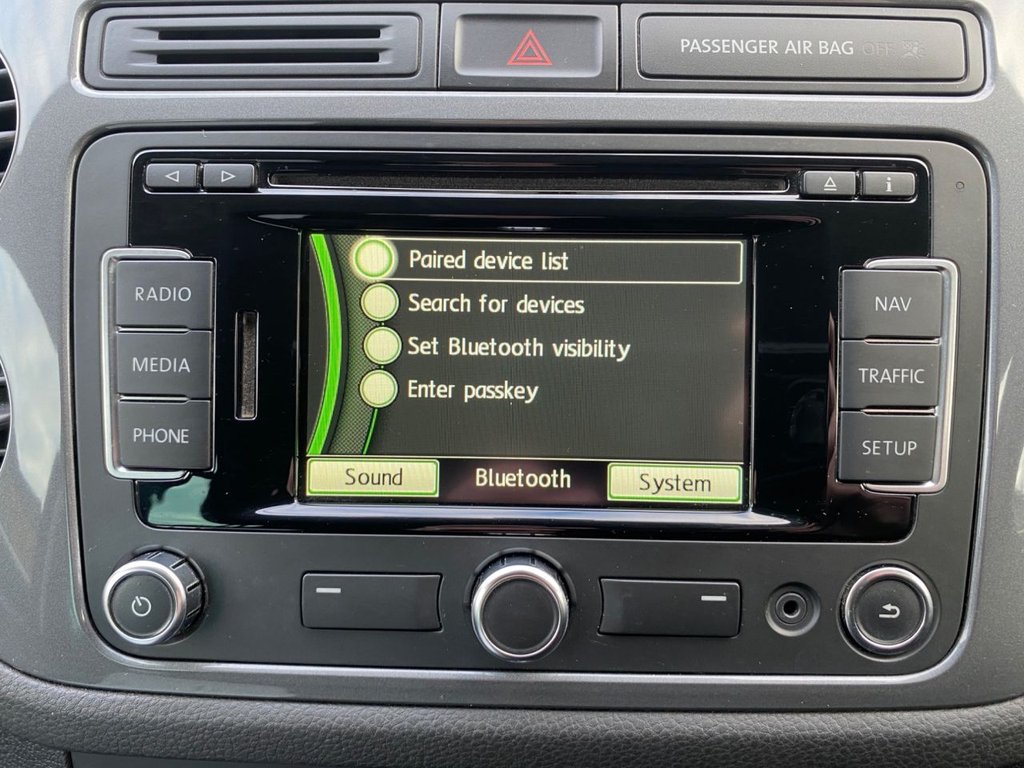 PASSENGER AIR BAG OFF
i
RADIO
MEDIA
PHONE
Paired device list
Search for devices
Set Bluetooth visibility
Enter passkey
Sound
Bluetooth
System
NAV
TRAFFIC
SETUP